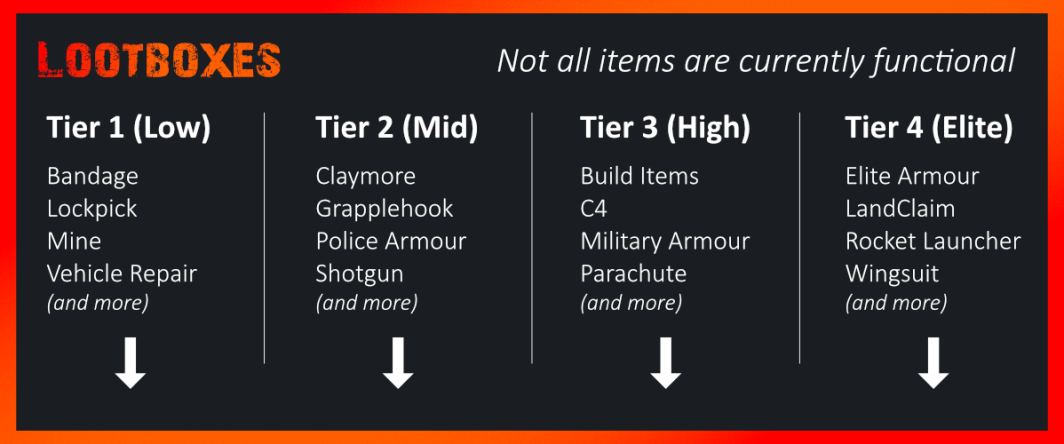 LOOTBOXES
Not all items are currently functional
Tier 1 (Low)
Bandage
Lockpick
Mine
Vehicle Repair
(and more)
Tier 2 (Mid)
Claymore
Grapplehook
Police Armour
Shotgun
(and more)
Tier 3 (High)
Build Items
C4
Military Armour
Parachute
(and more)
Tier 4 (Elite)
Elite Armour
LandClaim
Rocket Launcher
Wingsuit
(and more)